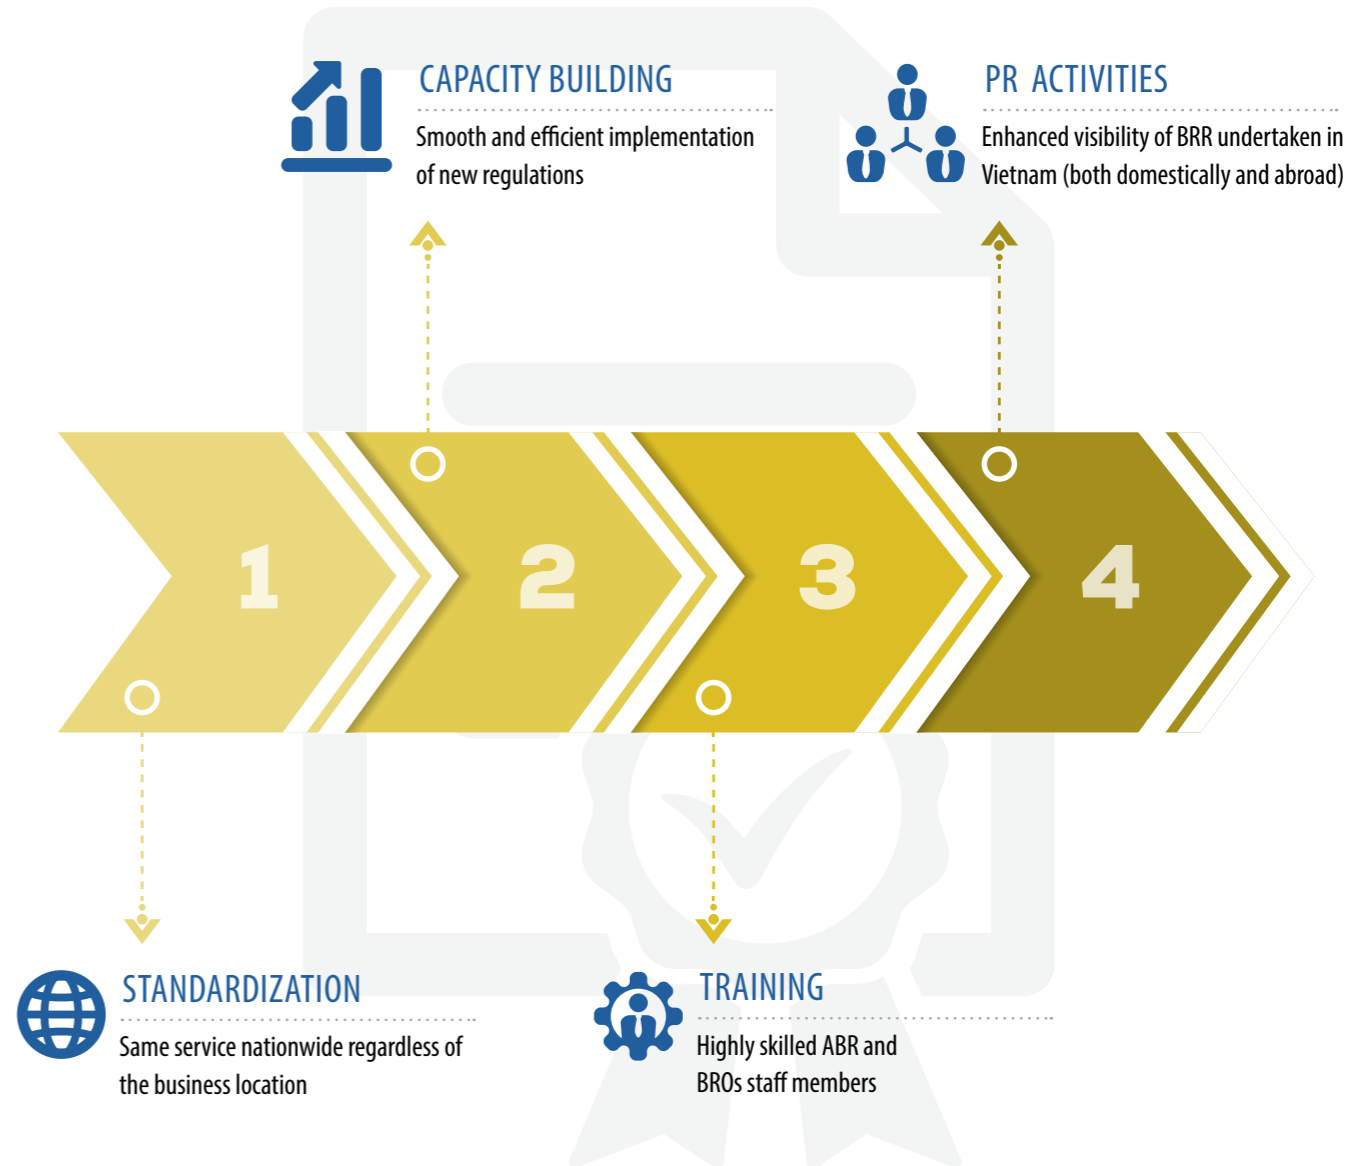 CAPACITY BUILDING
Smooth and efficient implementation
of new regulations
PR ACTIVITIES
Enhanced visibility of BRR undertaken in
Vietnam (both domestically and abroad)
1
2
3
4
STANDARDIZATION
Same service nationwide regardless of
the business location
TRAINING
Highly skilled ABR and
BROs staff members